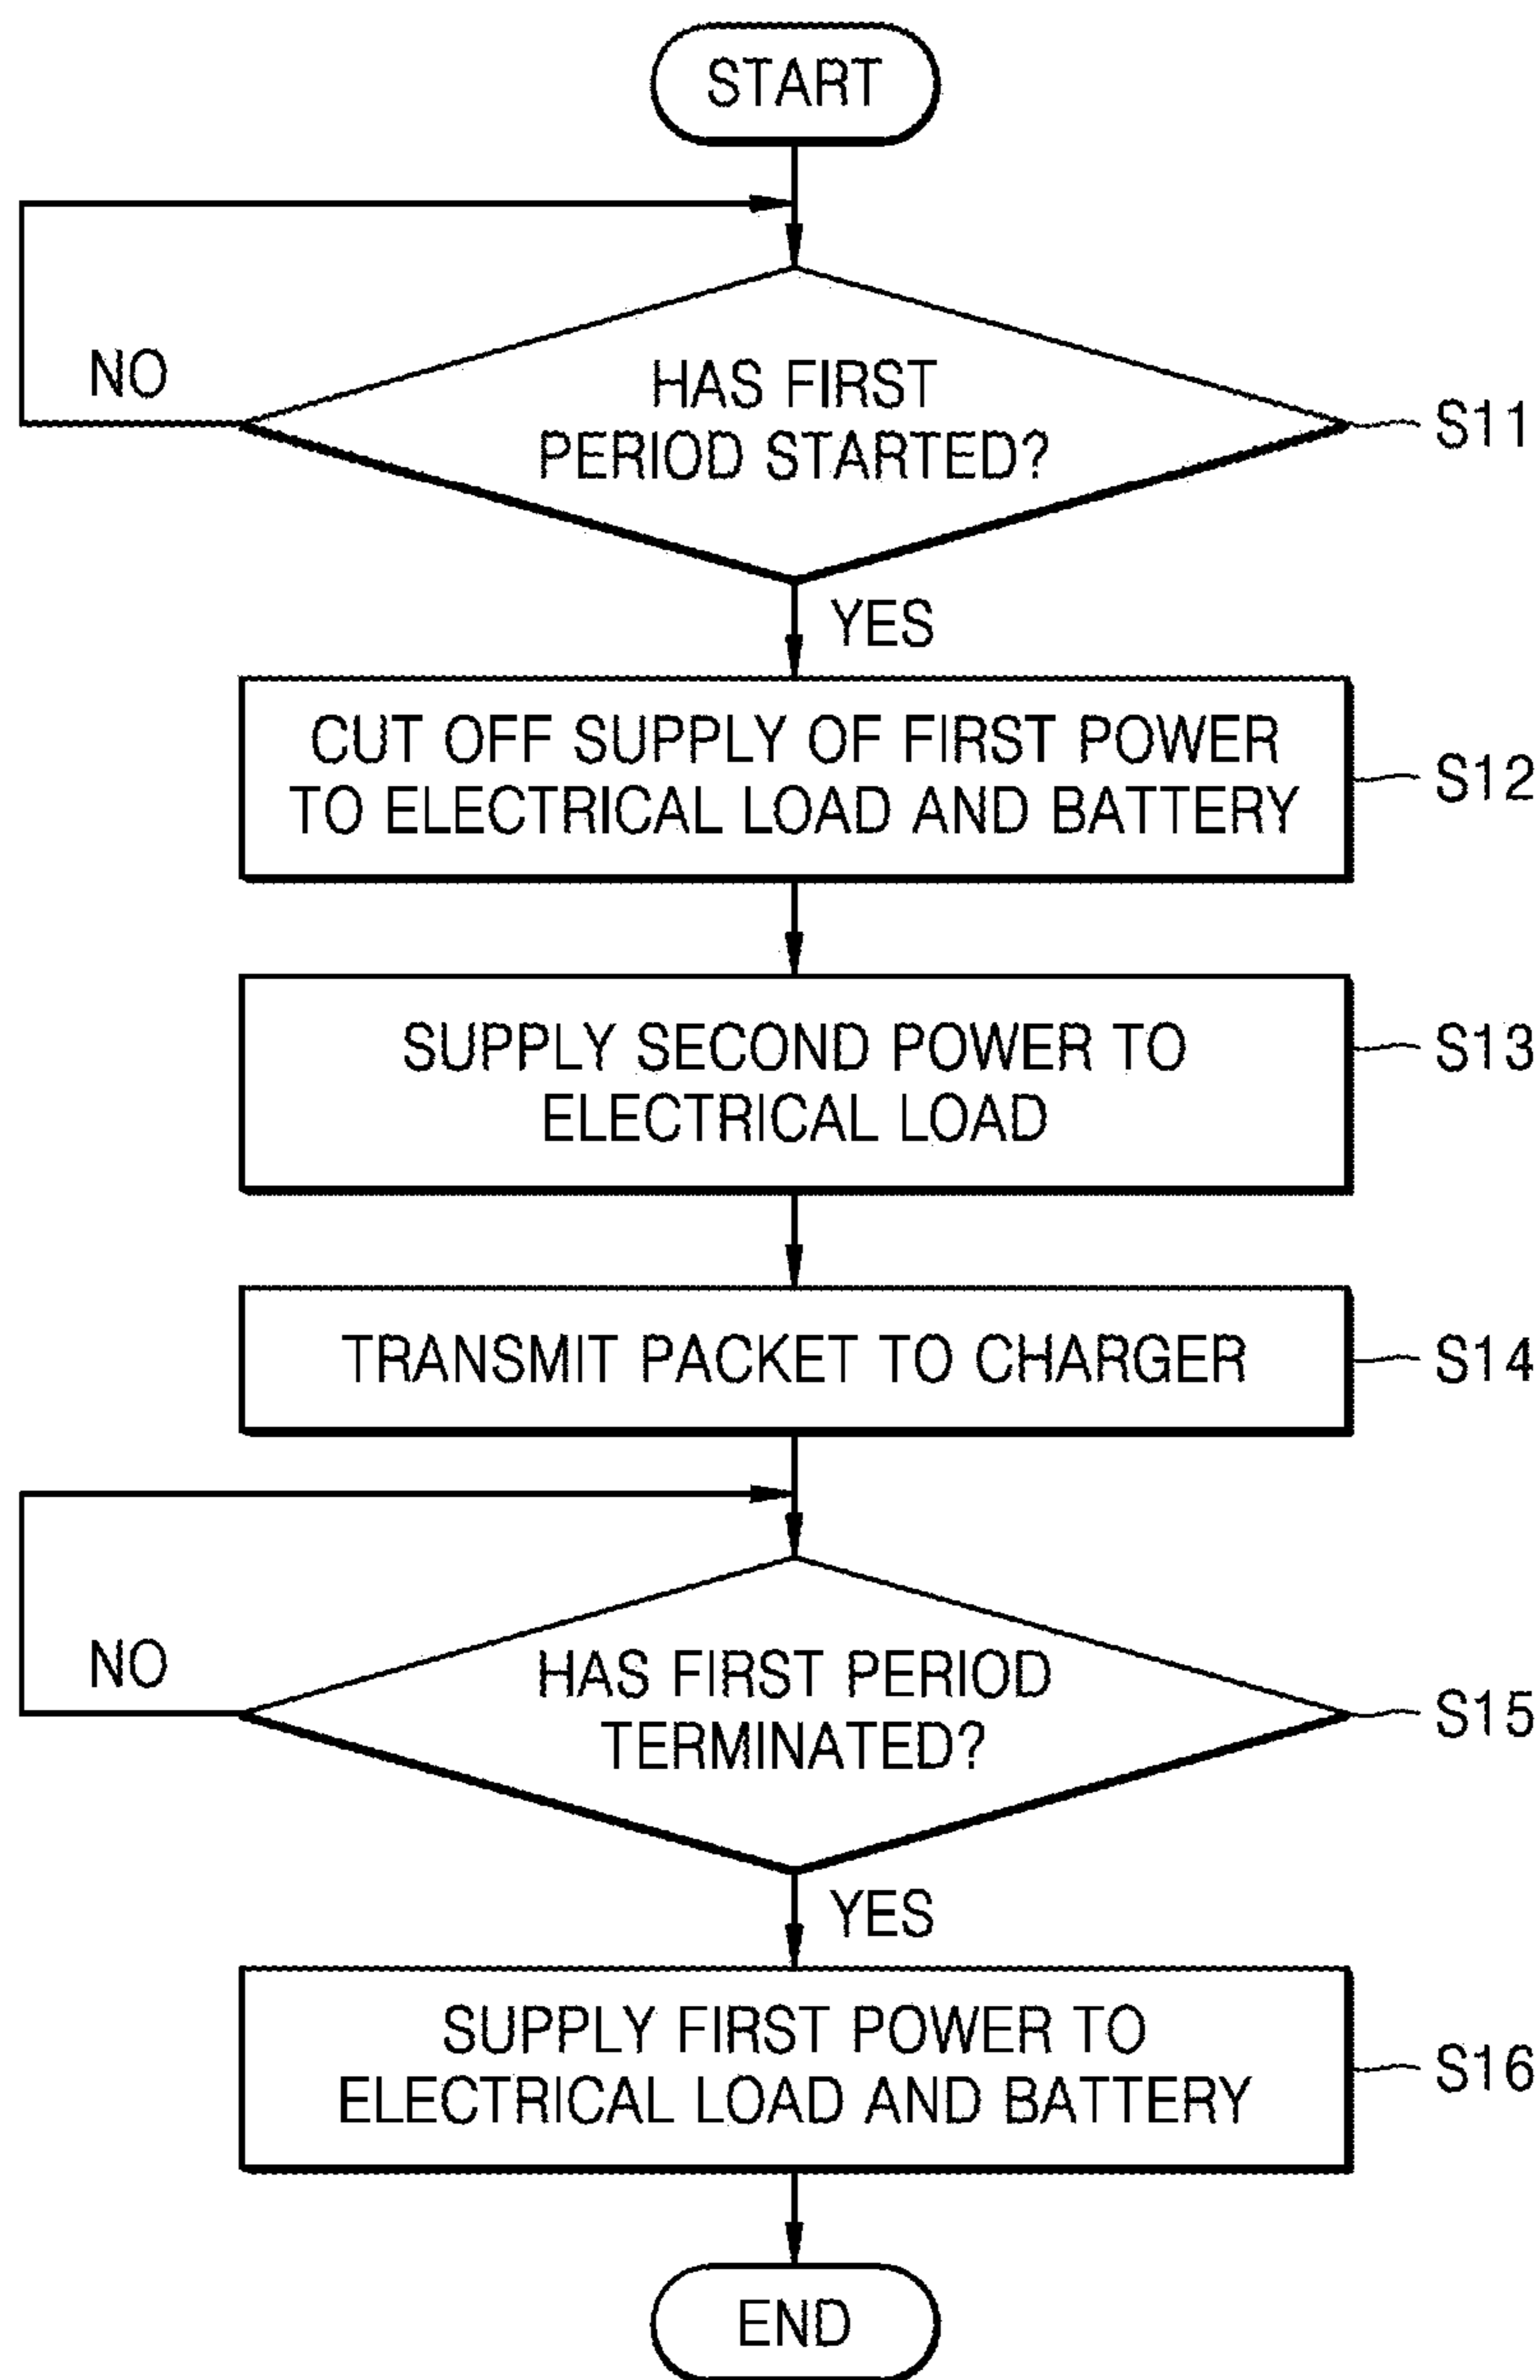 START
NO
HAS FIRST
PERIOD STARTED?
S11
YES
CUT OFF SUPPLY OF FIRST POWER
TO ELECTRICAL LOAD AND BATTERY
S12
SUPPLY SECOND POWER TO
ELECTRICAL LOAD
S13
TRANSMIT PACKET TO CHARGER
S14
NO
HAS FIRST PERIOD
TERMINATED?
S15
YES
SUPPLY FIRST POWER TO
ELECTRICAL LOAD AND BATTERY
S16
END